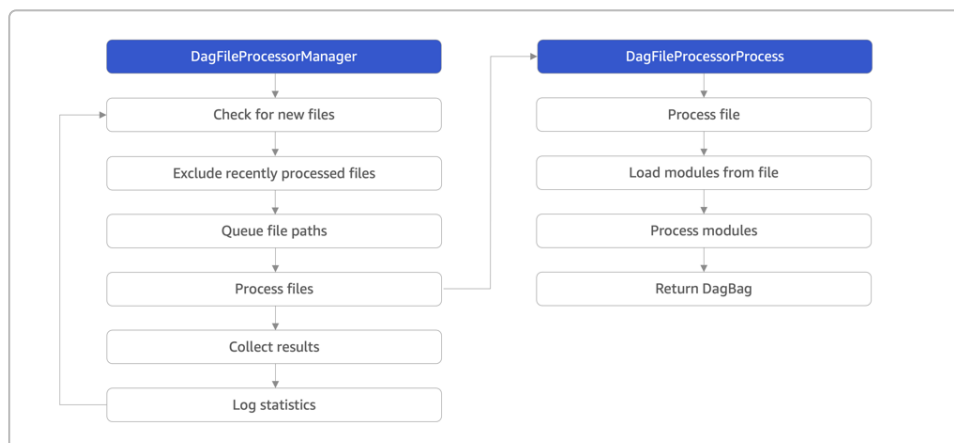 DagFileProcessorManager
Check for new files
Exclude recently processed files
Queue file paths
Process files
Collect results
Log statistics
DagFileProcessorProcess
Process file
Load modules from file
Process modules
Return DagBag